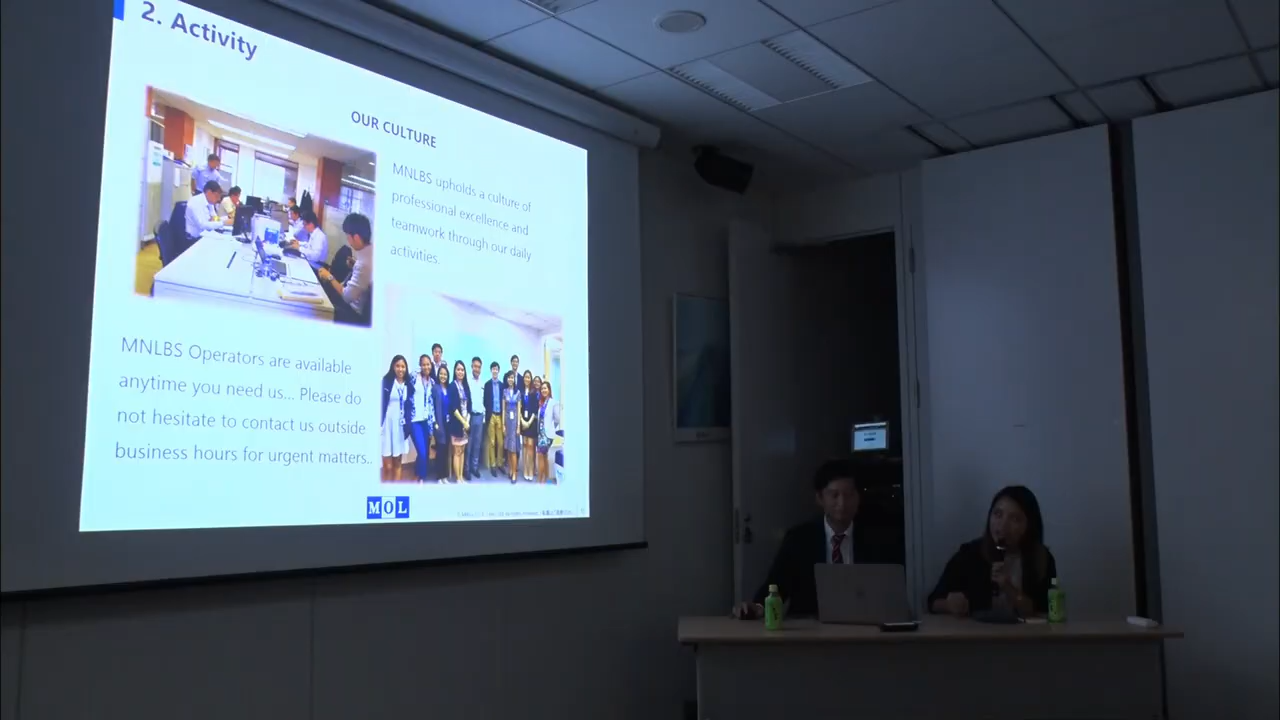 2. Activity
OUR CULTURE
MNLBS upholds a culture of
professional excellence and
teamwork through our daily
activities.
MNLBS Operators are available
anytime you need us... Please do
not hesitate to contact us outside
business hours for urgent matters..
MOL